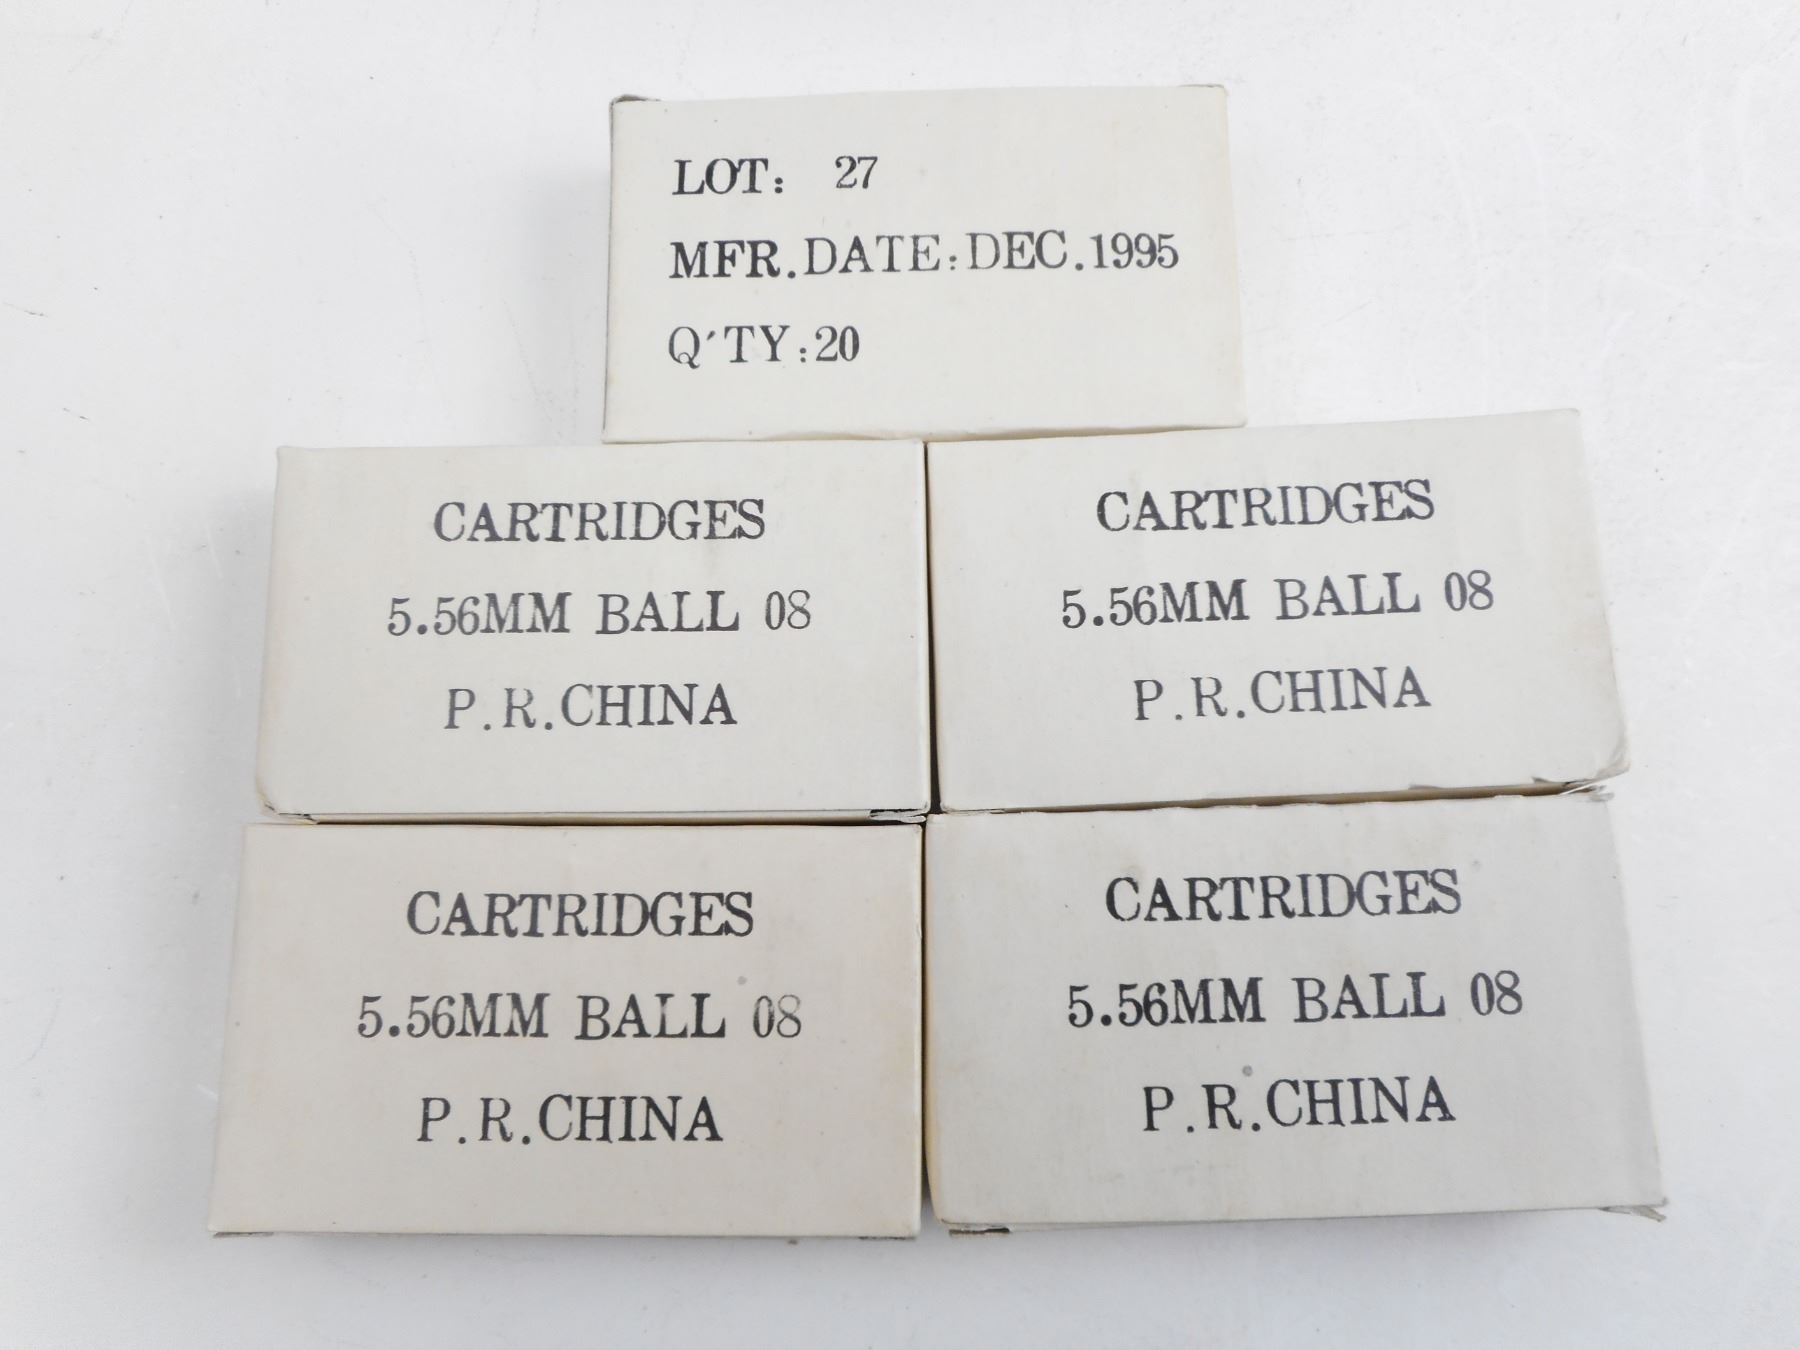 LOT: 27
MFR.DATE:DEC.1995
Q'TY:20
CARTRIDGES
5.56MM BALL 08
P.R.CHINA
CARTRIDGES
5.56MM BALL 08
P.R.CHINA
CARTRIDGES
5.56MM BALL 08
P.R.CHINA
CARTRIDGES
5.56MM BALL 08
P.R.CHINA